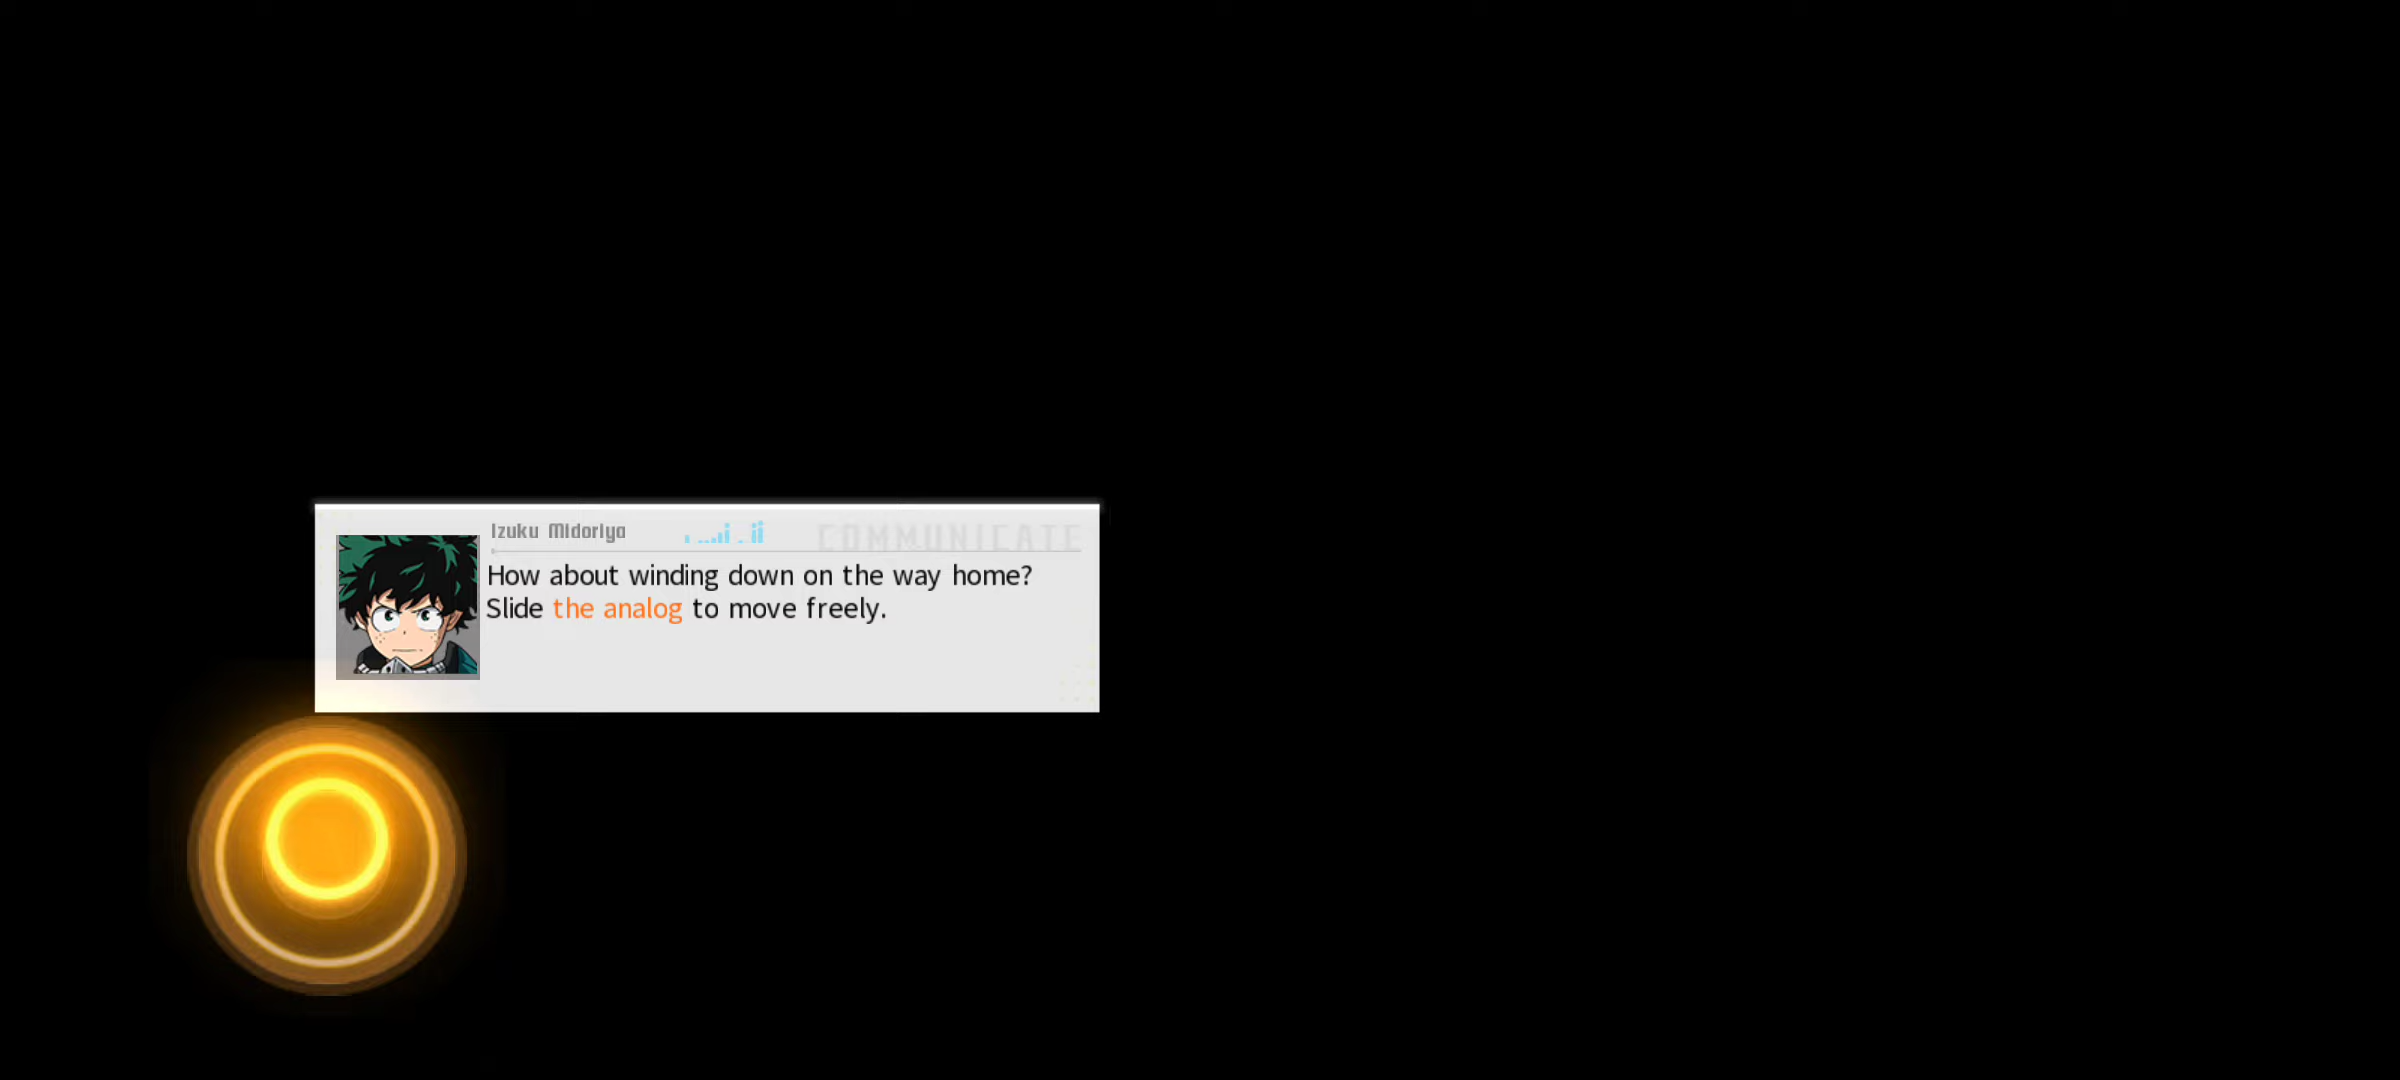 Izuku Midoriya
COMMUNICATE
How about winding down on the way home?
Slide the analog to move freely.